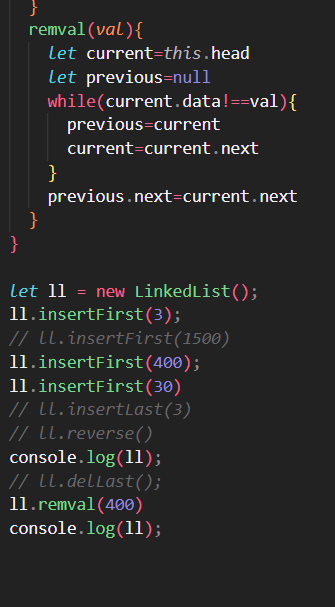 }
remval(val){
let current=this.head
let previous=null
while(current.data!==val){
previous=current
current=current.next
}
previous.next=current.next
}
}
let ll = new LinkedList();
ll.insertFirst(3);
// ll.insertFirst(1500)
ll.insertFirst(400);
ll.insertFirst(30)
// ll.insertLast(3)
// ll.reverse()
console.log(ll);
// ll.delLast();
ll.remval(400)
console.log(ll);